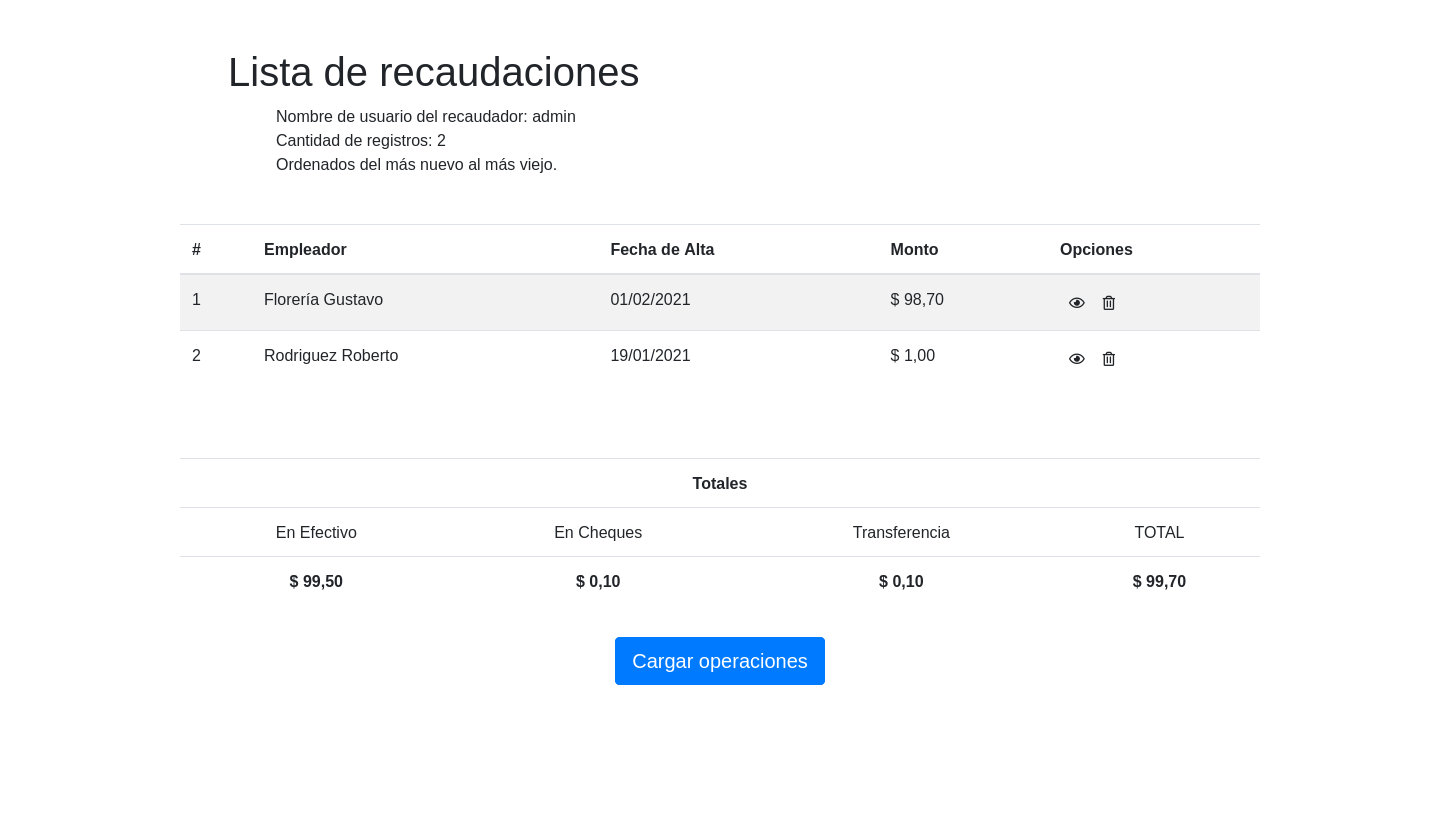 Lista de recaudaciones
Nombre de usuario del recaudador: admin
Cantidad de registros: 2
Ordenados del más nuevo al más viejo.
# Empleador Fecha de Alta Monto Opciones
1 Florería Gustavo 01/02/2021 $ 98,70
2 Rodriguez Roberto 19/01/2021 $ 1,00
Totales
En Efectivo En Cheques Transferencia TOTAL
$ 99,50 $ 0,10 $ 0,10 $ 99,70
Cargar operaciones